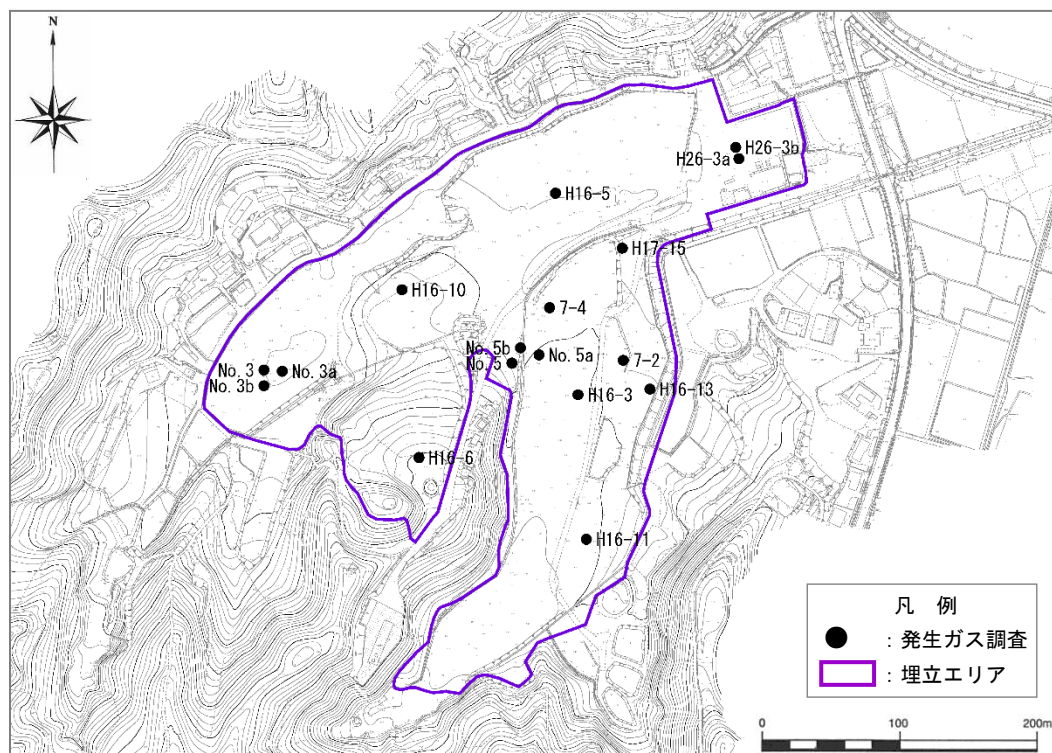 N
H26-3b
H26-3a
H16-5
H17-15
H16-10
7-4
No. 5b
No. 5a
No. 5
7-2
No. 3
No. 3a
No. 3b
H16-13
H16-3
H16-6
H16-11
凡 例
：発生ガス調査
：埋立エリア
0 100 200m